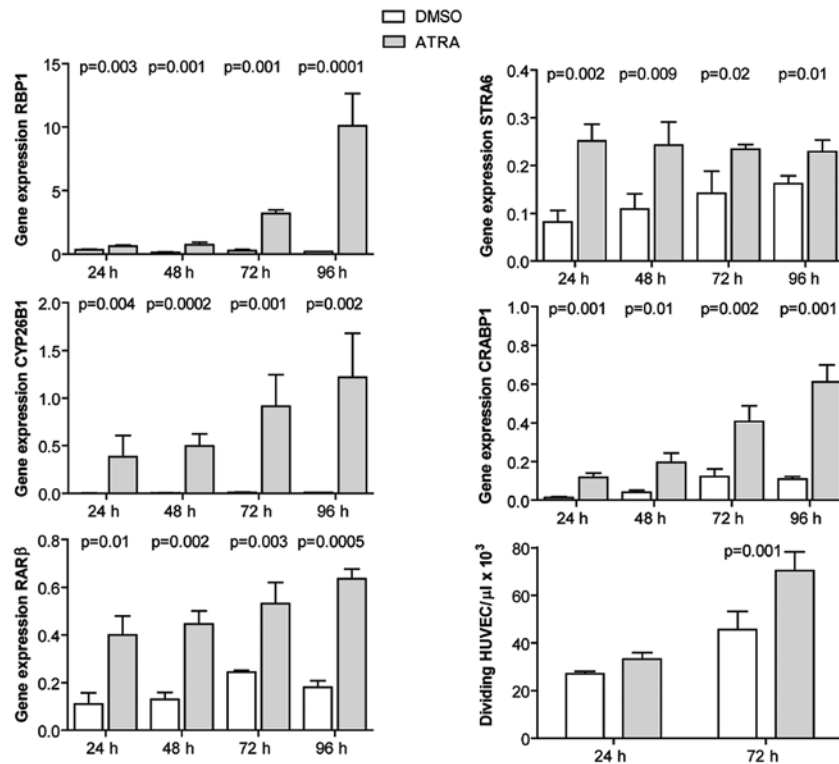 DMSO
ATRA
Gene expression RBP1
p=0.003 p=0.001 p=0.001 p=0.0001
15
10
5
0
24 h 48 h 72 h 96 h
Gene expression STRA6
p=0.002 p=0.009 p=0.02 p=0.01
0.4
0.3
0.2
0.1
0.0
24 h 48 h 72 h 96 h
Gene expression CYP26B1
p=0.004 p=0.0002 p=0.001 p=0.002
2.0
1.5
1.0
0.5
0.0
24 h 48 h 72 h 96 h
Gene expression CRABP1
p=0.001 p=0.01 p=0.002 p=0.001
1.0
0.8
0.6
0.4
0.2
0.0
24 h 48 h 72 h 96 h
Gene expression RARβ
p=0.01 p=0.002 p=0.003 p=0.0005
0.8
0.6
0.4
0.2
0.0
24 h 48 h 72 h 96 h
Dividing HUVEC/µl x 10³
p=0.001
80
60
40
20
0
24 h 72 h